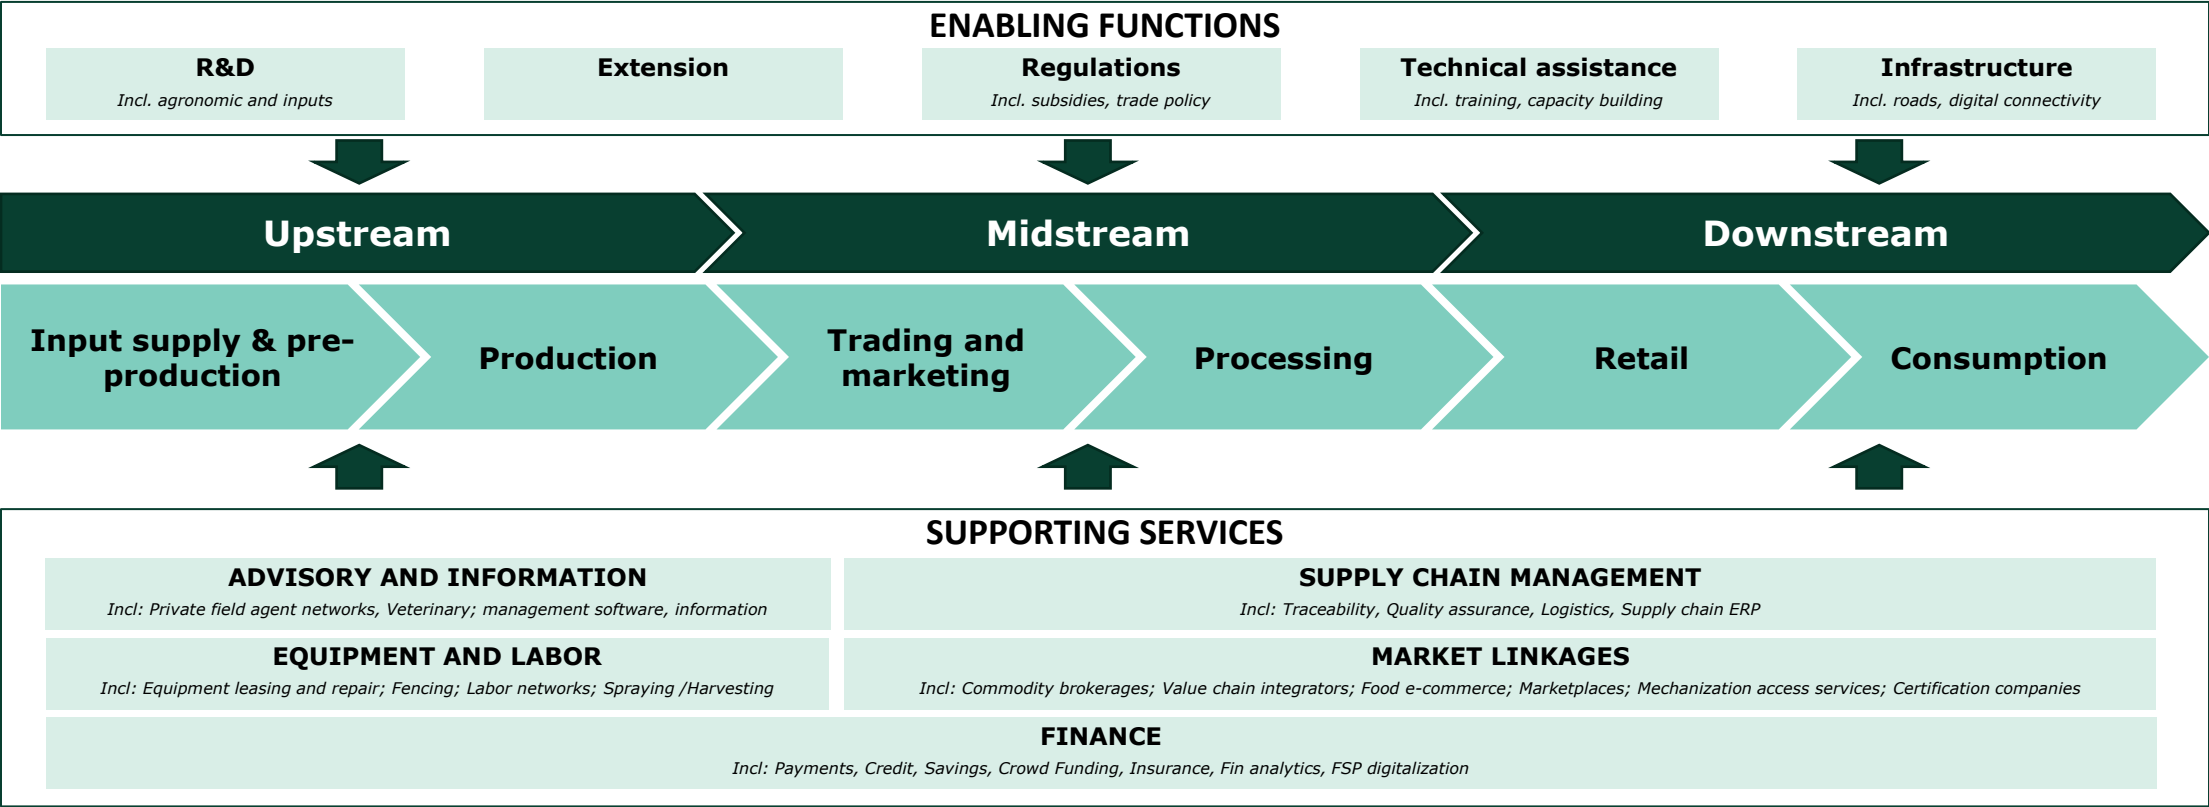 ENABLING FUNCTIONS
R&D
Incl. agronomic and inputs
Extension
Regulations
Incl. subsidies, trade policy
Technical assistance
Incl. training, capacity building
Infrastructure
Incl. roads, digital connectivity
Upstream
Midstream
Downstream
Input supply & pre-
production
Production
Trading and
marketing
Processing
Retail
Consumption
SUPPORTING SERVICES
ADVISORY AND INFORMATION
Incl: Private field agent networks, Veterinary; management software, information
SUPPLY CHAIN MANAGEMENT
Incl: Traceability, Quality assurance, Logistics, Supply chain ERP
EQUIPMENT AND LABOR
Incl: Equipment leasing and repair; Fencing; Labor networks; Spraying /Harvesting
MARKET LINKAGES
Incl: Commodity brokerages; Value chain integrators; Food e-commerce; Marketplaces; Mechanization access services; Certification companies
FINANCE
Incl: Payments, Credit, Savings, Crowd Funding, Insurance, Fin analytics, FSP digitalization